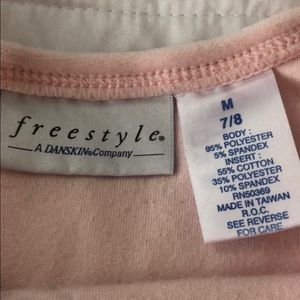 freestyle®
A DANSKIN® Company
M
7/8
BODY:
95% POLYESTER
5% SPANDEX
INSERT:
55% COTTON
35% POLYESTER
10% SPANDEX
RN50369
MADE IN TAIWAN
R.O.C.
SEE REVERSE
FOR CARE